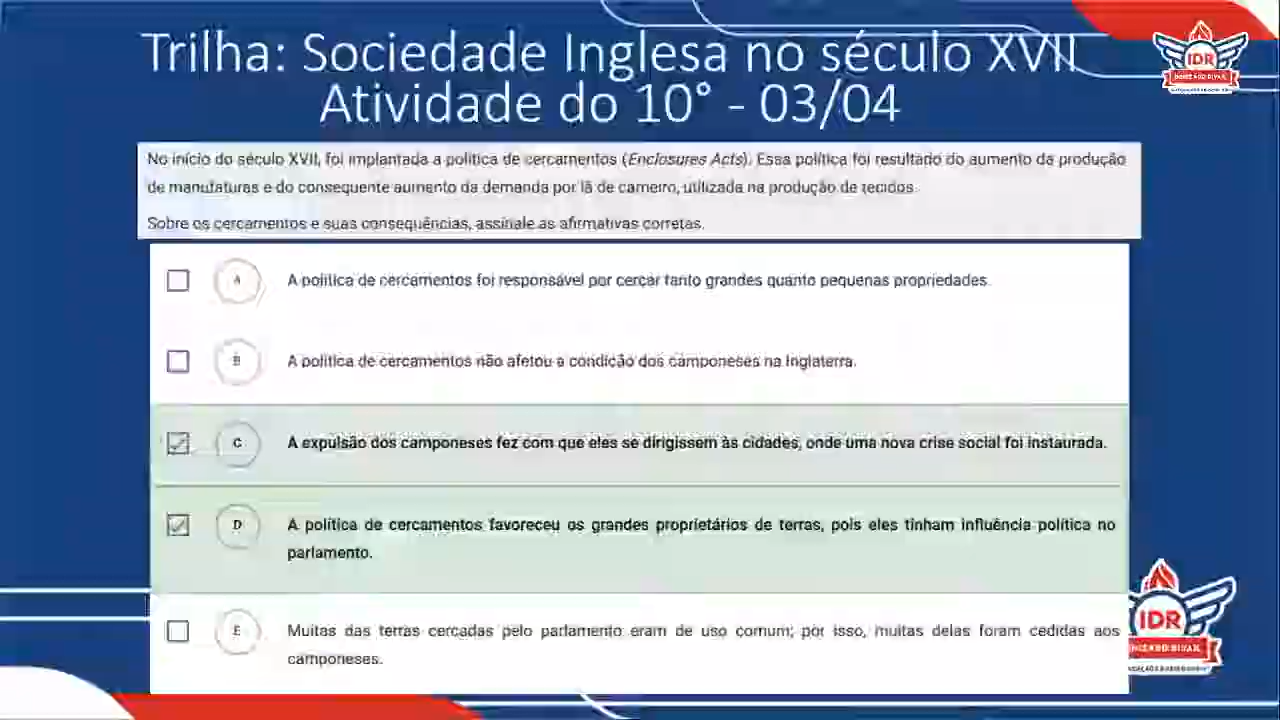 Trilha: Sociedade Inglesa no século XVII
Atividade do 10° - 03/04
IDR
No início do século XVII, foi implantada a política de cercamentos (Enclosures Acts). Essa política foi resultado do aumento da produção
de manufaturas e do consequente aumento da demanda por lã de carneiro, utilizada na produção de tecidos.
Sobre os cercamentos e suas consequências, assinale as afirmativas corretas.
A A política de cercamentos foi responsável por cercar tanto grandes quanto pequenas propriedades.
B A política de cercamentos não afetou a condição dos camponeses na Inglaterra.
C A expulsão dos camponeses fez com que eles se dirigissem às cidades, onde uma nova crise social foi instaurada.
D A política de cercamentos favoreceu os grandes proprietários de terras, pois eles tinham influência política no
parlamento.
E Muitas das terras cercadas pelo parlamento eram de uso comum; por isso, muitas delas foram cedidas aos
camponeses.
IDR